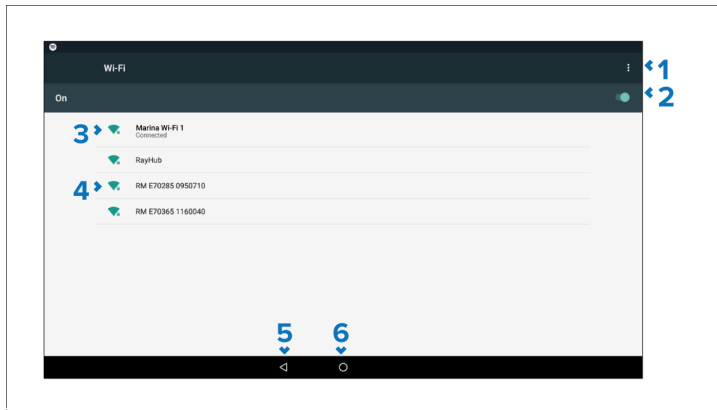 Wi-Fi
1
On
2
3
Marina Wi-Fi 1
Connected
RayHub
4
RM E70285 0950710
RM E70365 1160040
5 6